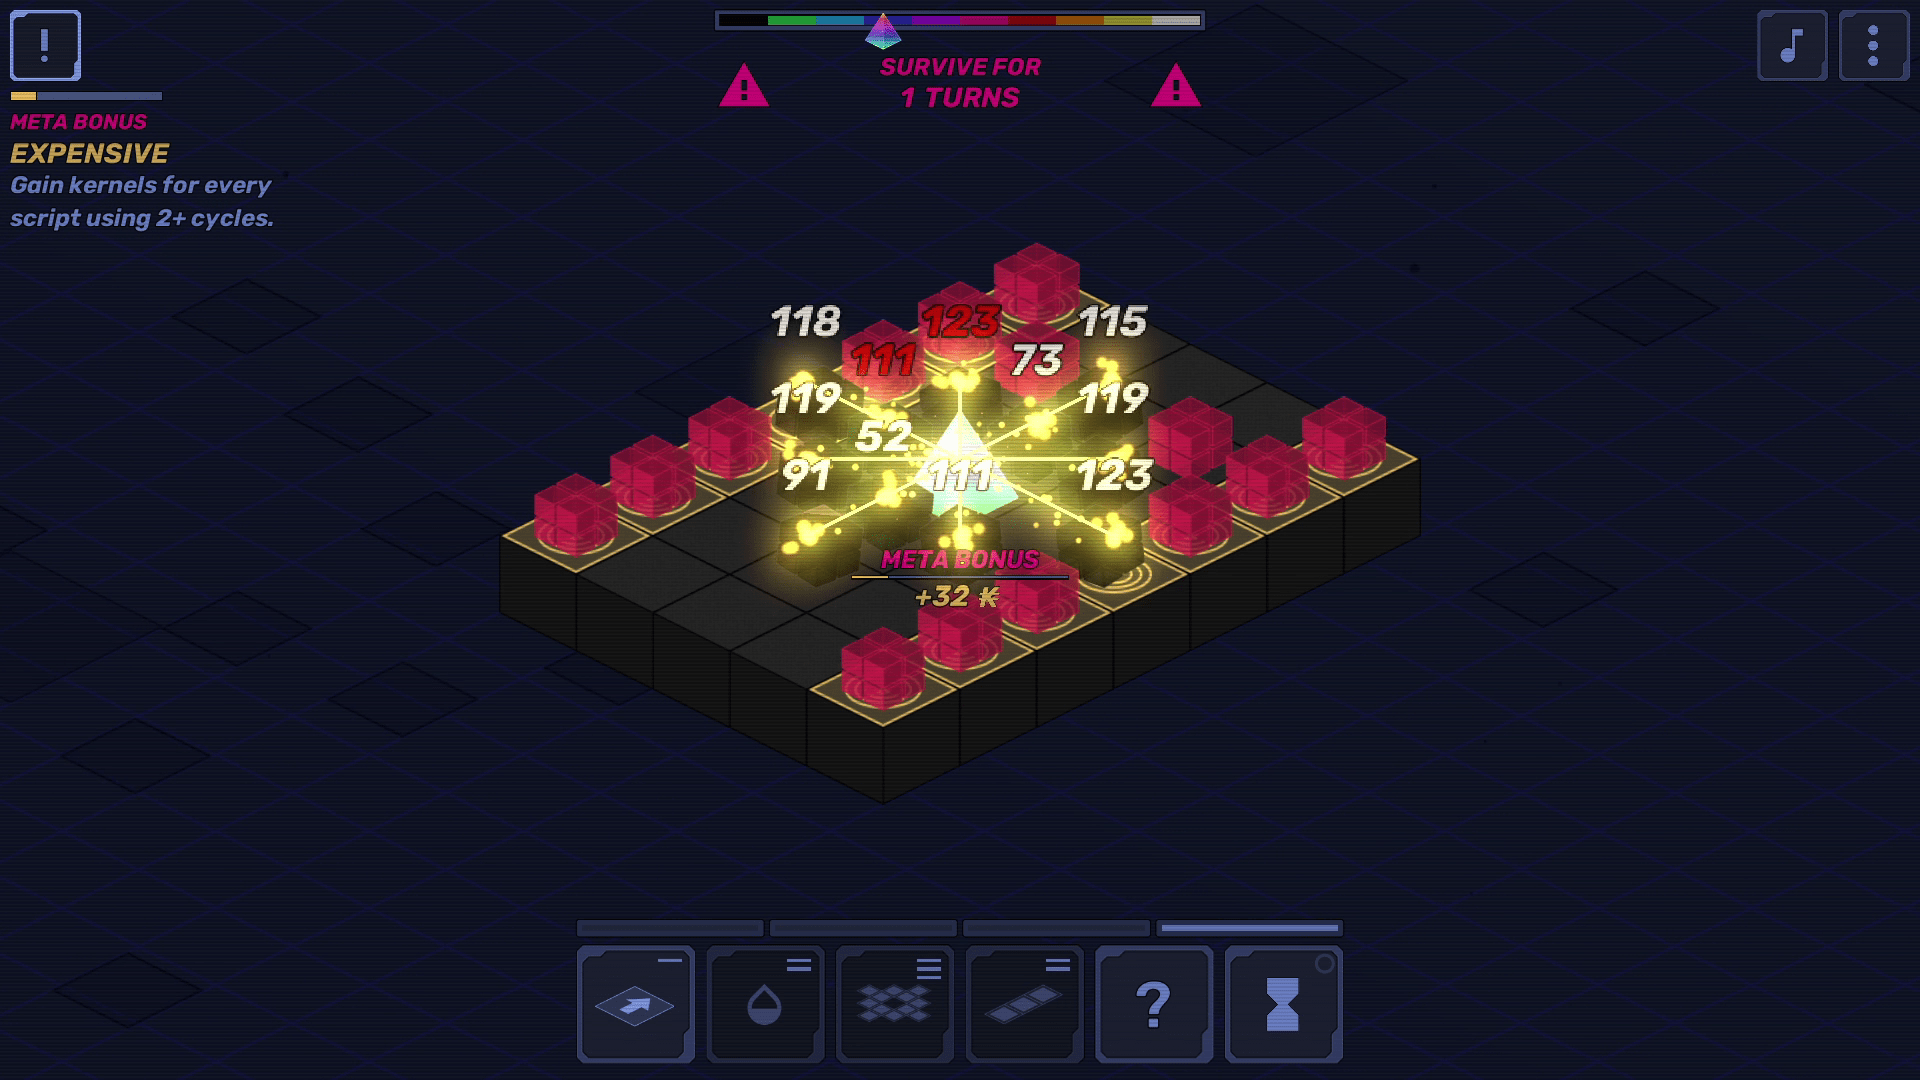 SURVIVE FOR
1 TURNS
META BONUS
EXPENSIVE
Gain kernels for every
script using 2+ cycles.
118
123
115
111
73
119
119
52
91
111
123
META BONUS
+32 ₭
?